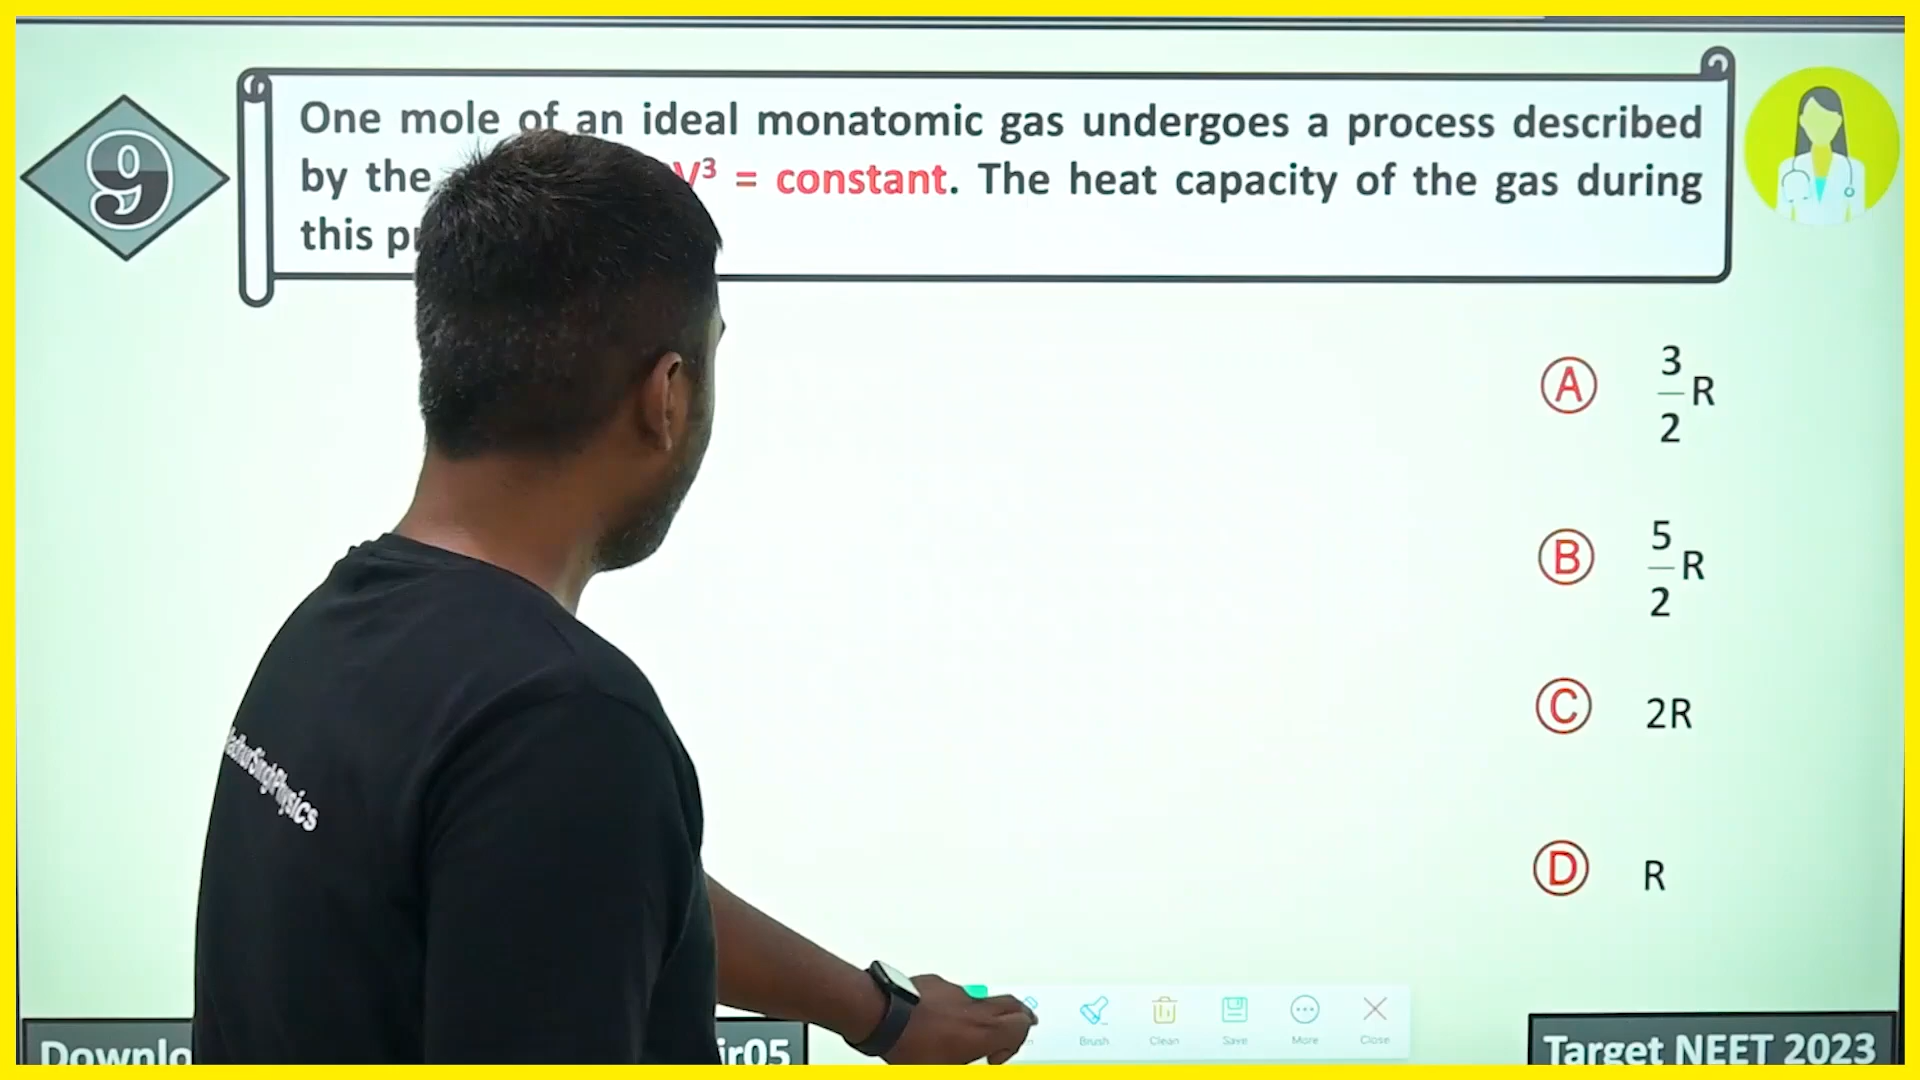 9
One mole of an ideal monatomic gas undergoes a process described
by the V³ = constant. The heat capacity of the gas during
this
A 3/2 R
B 5/2 R
C 2R
D R
SinghPhysics
Brush Clean Save More Close
ir05
Target NEET 2023